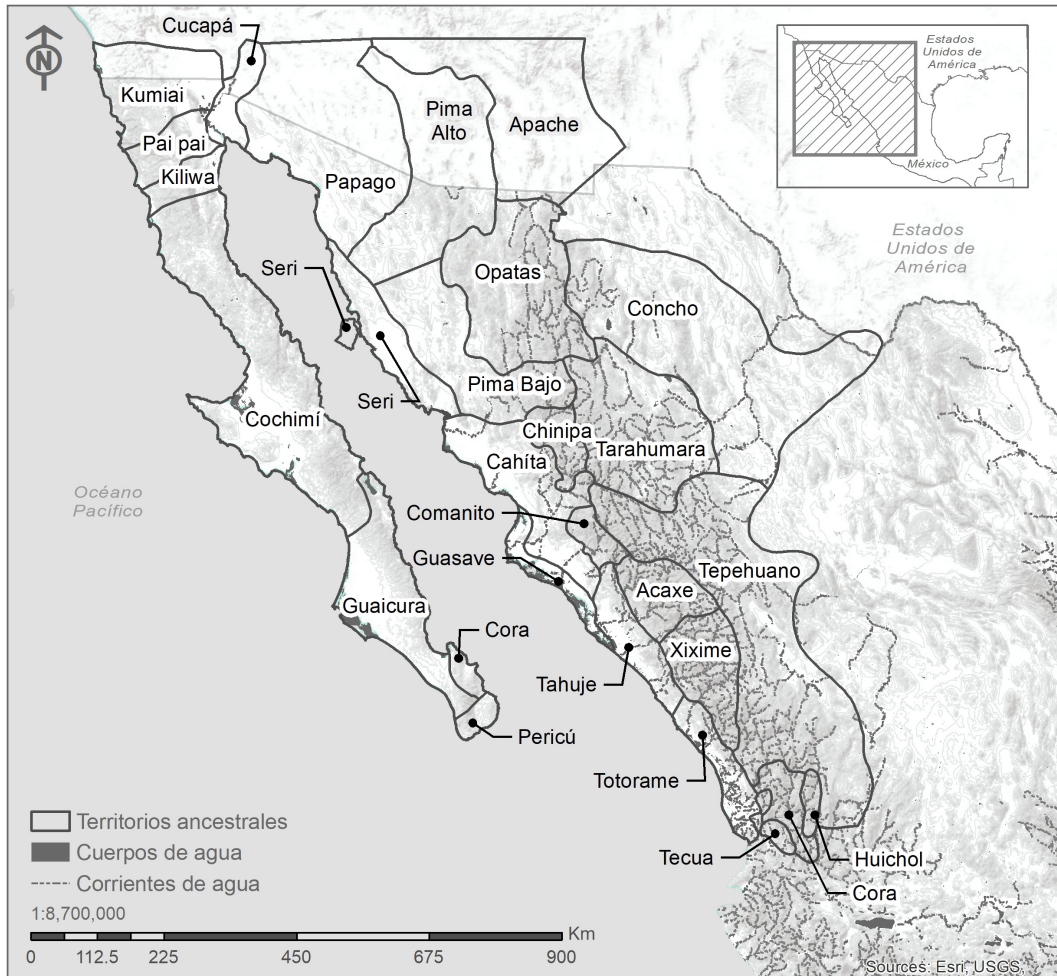 Cucapá
N
Estados
Unidos de
América
México
Kumiai
Pima
Alto
Apache
Pai pai
Kiliwa
Papago
Estados
Unidos de
América
Seri
Opatas
Concho
Seri
Pima Bajo
Cochimí
Chinipa
Tarahumara
Cahíta
Océano
Pacífico
Comanito
Guasave
Tepehuano
Acaxe
Guaicura
Cora
Xixime
Tahuje
Pericú
Totorame
Tecua
Huichol
Cora
Territorios ancestrales
Cuerpos de agua
Corrientes de agua
1:8,700,000
Km
0 112.5 225 450 675 900
Sources: Esri, USGS,